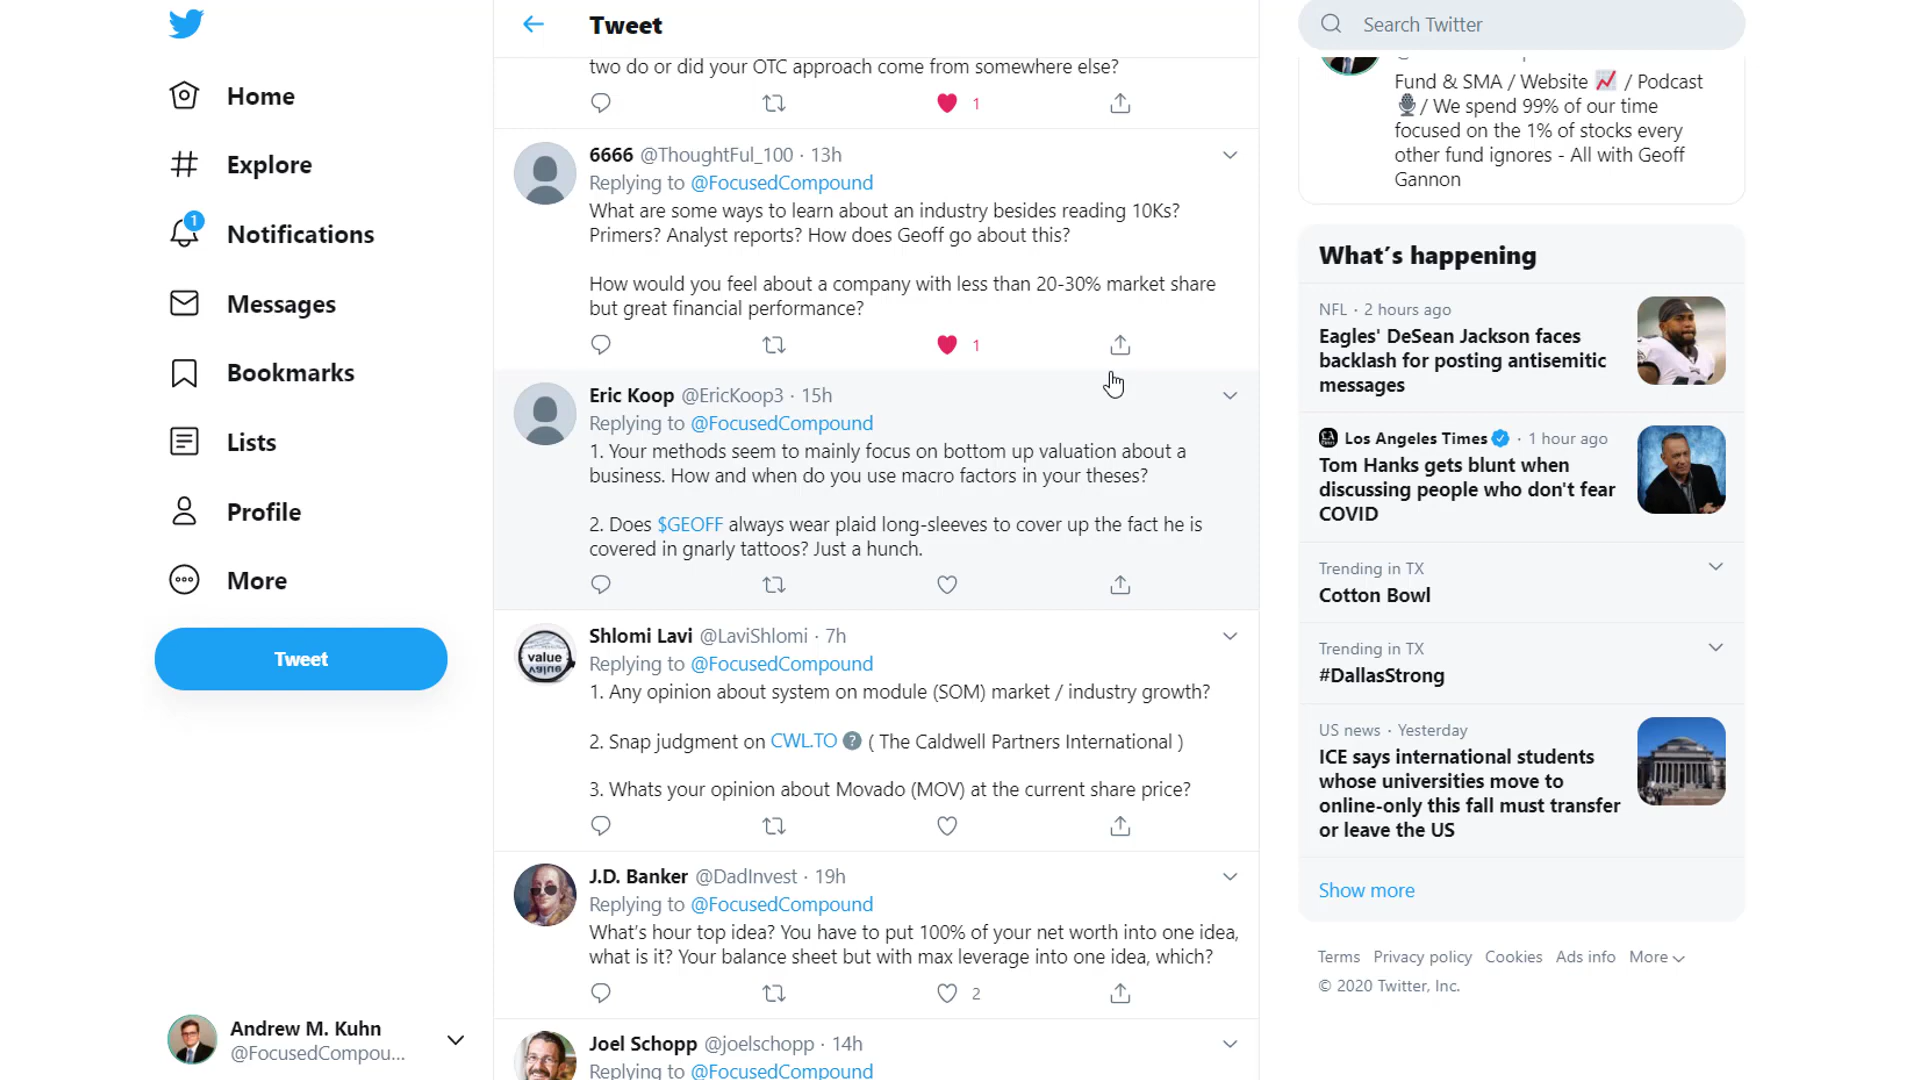 Home
Explore
1
Notifications
Messages
Bookmarks
Lists
Profile
More
Tweet
Andrew M. Kuhn
@FocusedCompou...
Tweet
two do or did your OTC approach come from somewhere else?
1
6666 @ThoughtFul_100 · 13h
Replying to @FocusedCompound
What are some ways to learn about an industry besides reading 10Ks?
Primers? Analyst reports? How does Geoff go about this?
How would you feel about a company with less than 20-30% market share
but great financial performance?
1
Eric Koop @EricKoop3 · 15h
Replying to @FocusedCompound
1. Your methods seem to mainly focus on bottom up valuation about a
business. How and when do you use macro factors in your theses?
2. Does $GEOFF always wear plaid long-sleeves to cover up the fact he is
covered in gnarly tattoos? Just a hunch.
value
Shlomi Lavi @LaviShlomi · 7h
Replying to @FocusedCompound
1. Any opinion about system on module (SOM) market / industry growth?
2. Snap judgment on CWL.TO ? ( The Caldwell Partners International )
3. Whats your opinion about Movado (MOV) at the current share price?
J.D. Banker @DadInvest · 19h
Replying to @FocusedCompound
What's hour top idea? You have to put 100% of your net worth into one idea,
what is it? Your balance sheet but with max leverage into one idea, which?
2
Joel Schopp @joelschopp · 14h
Replying to @FocusedCompound
Search Twitter
Fund & SMA / Website 📈 / Podcast
🎙/ We spend 99% of our time
focused on the 1% of stocks every
other fund ignores - All with Geoff
Gannon
What's happening
NFL · 2 hours ago
Eagles' DeSean Jackson faces
backlash for posting antisemitic
messages
Los Angeles Times · 1 hour ago
Tom Hanks gets blunt when
discussing people who don't fear
COVID
Trending in TX
Cotton Bowl
Trending in TX
#DallasStrong
US news · Yesterday
ICE says international students
whose universities move to
online-only this fall must transfer
or leave the US
Show more
Terms Privacy policy Cookies Ads info More
© 2020 Twitter, Inc.